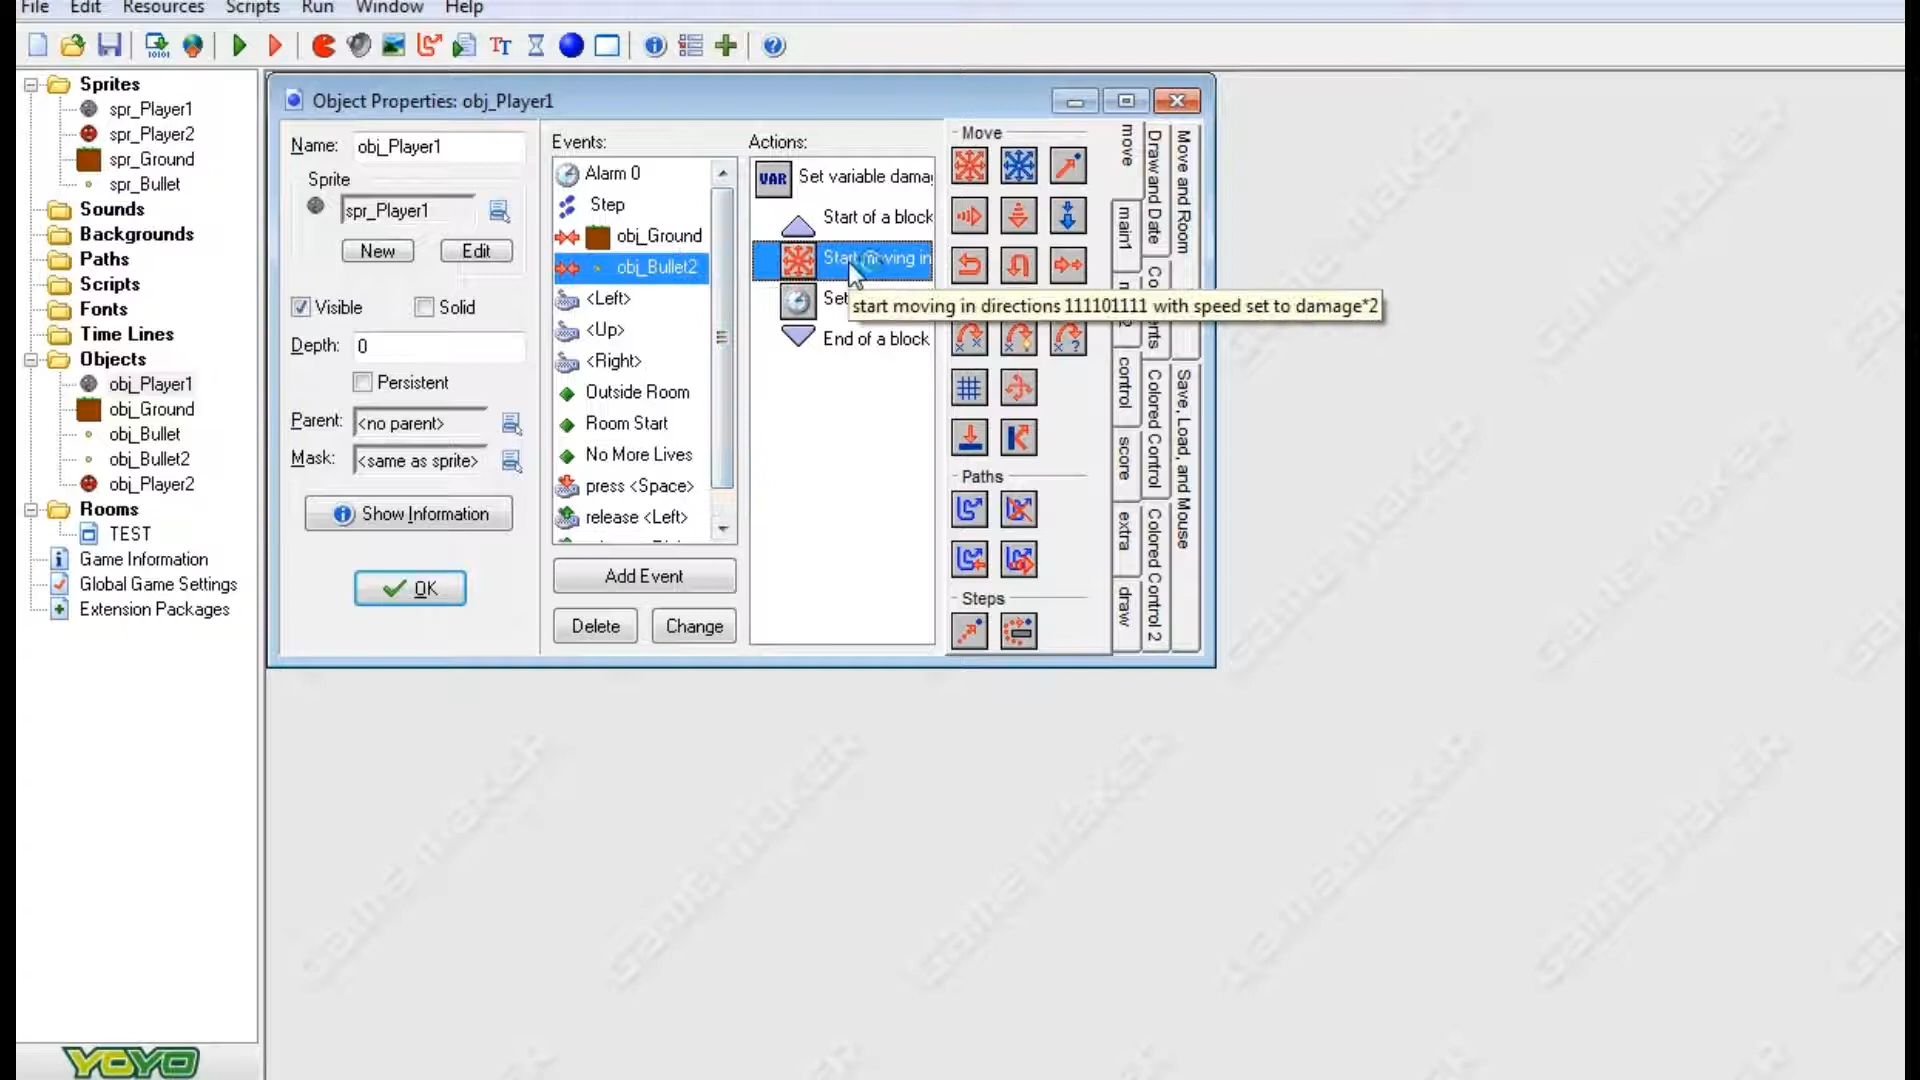 File Edit Resources Scripts Run Window Help
Sprites
spr_Player1
spr_Player2
spr_Ground
spr_Bullet
Sounds
Backgrounds
Paths
Scripts
Fonts
Time Lines
Objects
obj_Player1
obj_Ground
obj_Bullet
obj_Bullet2
obj_Player2
Rooms
TEST
Game Information
Global Game Settings
Extension Packages
YOYO
Object Properties: obj_Player1
Name: obj_Player1
Sprite
spr_Player1
New Edit
Visible Solid
Depth: 0
Persistent
Parent: <no parent>
Mask: <same as sprite>
Show Information
OK
Events:
Alarm 0
Step
obj_Ground
obj_Bullet2
<Left>
<Up>
<Right>
Outside Room
Room Start
No More Lives
press <Space>
release <Left>
Add Event
Delete Change
Actions:
VAR Set variable dama
Start of a block
Start moving in
Set
start moving in directions 111101111 with speed set to damage*2
End of a block
Move
Paths
Steps
move
main1
control
score
extra
draw
Draw and Date
Colored Control
Colored Control 2
Move and Room
Save, Load, and Mouse
game maker